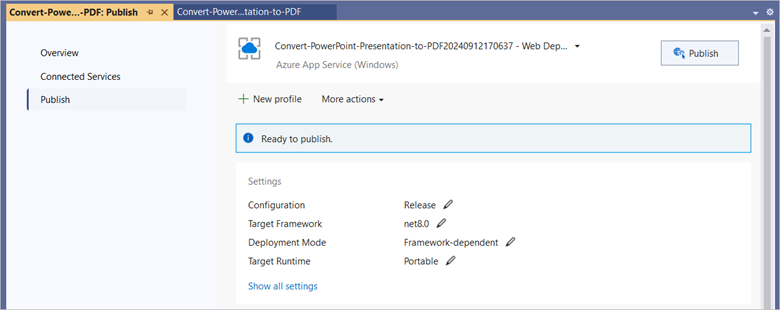 Convert-Powe...-PDF: Publish
Convert-Power...tation-to-PDF
Overview
Connected Services
Publish
Convert-PowerPoint-Presentation-to-PDF20240912170637 - Web Dep...
Azure App Service (Windows)
Publish
New profile
More actions
Ready to publish.
Settings
Configuration Release
Target Framework net8.0
Deployment Mode Framework-dependent
Target Runtime Portable
Show all settings